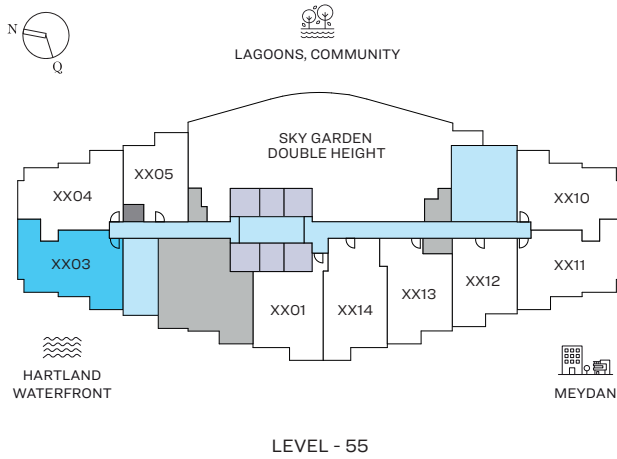 N
Q
LAGOONS, COMMUNITY
SKY GARDEN
DOUBLE HEIGHT
XX05
XX04
XX10
XX03
XX11
XX01
XX14
XX13
XX12
HARTLAND
WATERFRONT
MEYDAN
LEVEL - 55